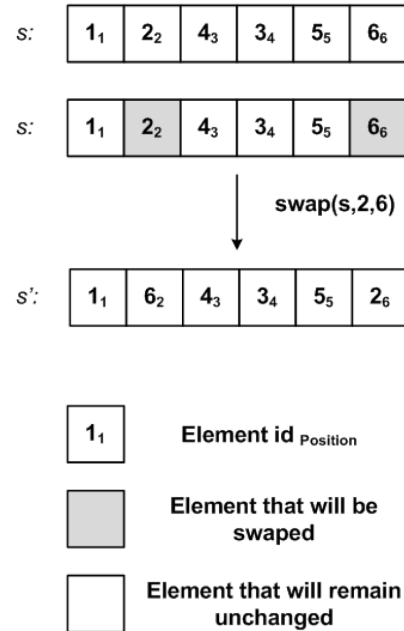 s: 1₁ 2₂ 4₃ 3₄ 5₅ 6₆
s: 1₁ 2₂ 4₃ 3₄ 5₅ 6₆
swap(s,2,6)
s': 1₁ 6₂ 4₃ 3₄ 5₅ 2₆
1₁ Element id Position
Element that will be
swaped
Element that will remain
unchanged